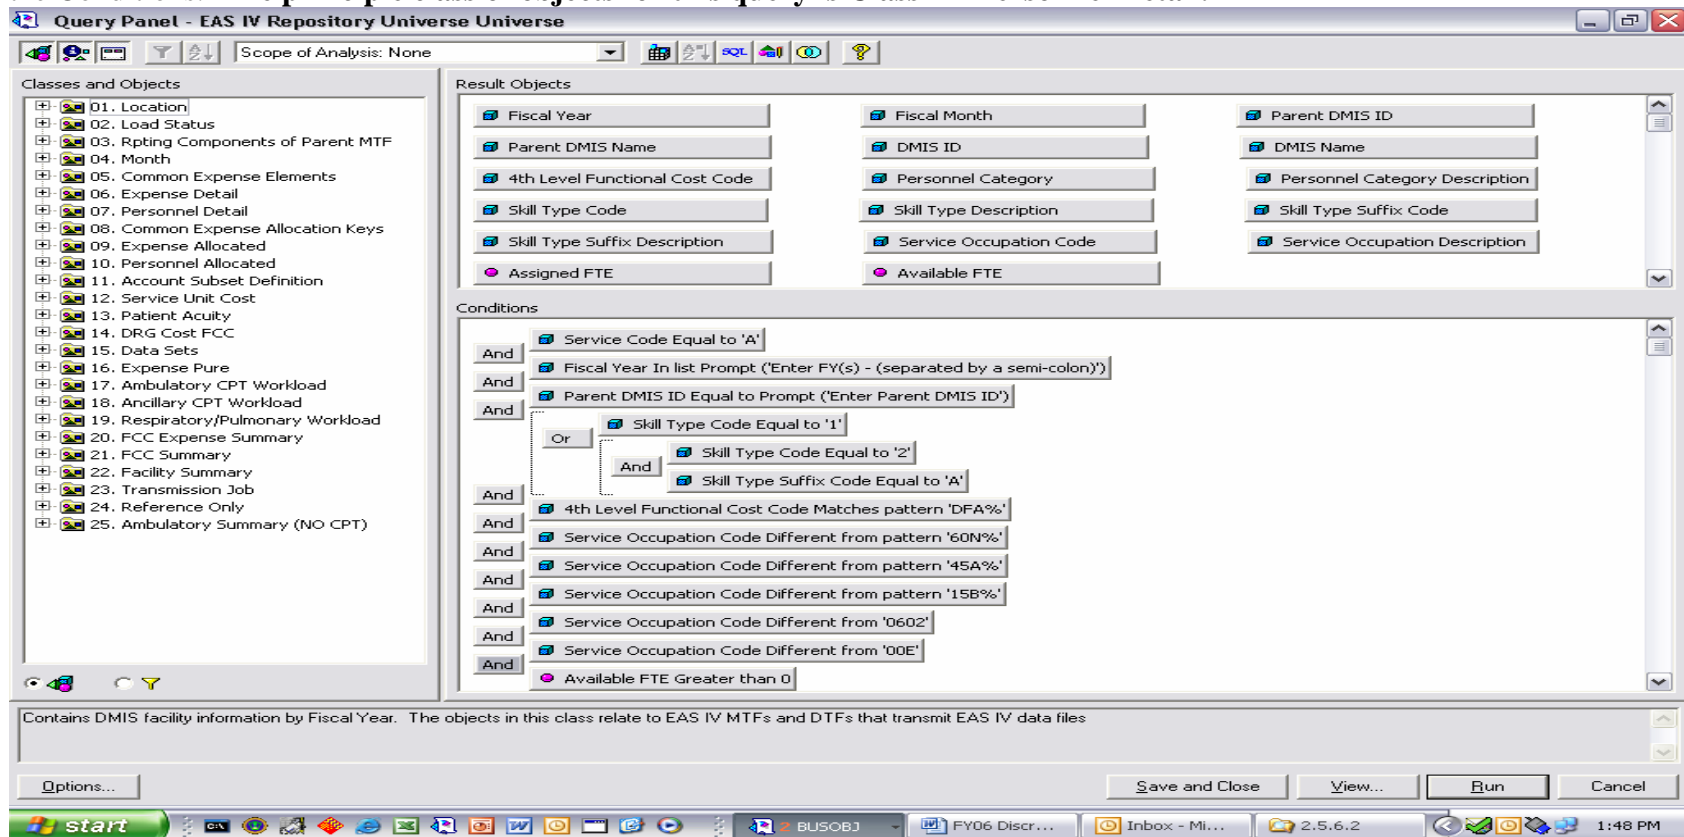 Query Panel - EAS IV Repository Universe Universe
Scope of Analysis: None
SQL
Classes and Objects
01. Location
02. Load Status
03. Rpting Components of Parent MTF
04. Month
05. Common Expense Elements
06. Expense Detail
07. Personnel Detail
08. Common Expense Allocation Keys
09. Expense Allocated
10. Personnel Allocated
11. Account Subset Definition
12. Service Unit Cost
13. Patient Acuity
14. DRG Cost FCC
15. Data Sets
16. Expense Pure
17. Ambulatory CPT Workload
18. Ancillary CPT Workload
19. Respiratory/Pulmonary Workload
20. FCC Expense Summary
21. FCC Summary
22. Facility Summary
23. Transmission Job
24. Reference Only
25. Ambulatory Summary (NO CPT)
Result Objects
Fiscal Year Fiscal Month Parent DMIS ID
Parent DMIS Name DMIS ID DMIS Name
4th Level Functional Cost Code Personnel Category Personnel Category Description
Skill Type Code Skill Type Description Skill Type Suffix Code
Skill Type Suffix Description Service Occupation Code Service Occupation Description
Assigned FTE Available FTE
Conditions
Service Code Equal to 'A'
And
Fiscal Year In list Prompt ('Enter FY(s) - (separated by a semi-colon)')
And
Parent DMIS ID Equal to Prompt ('Enter Parent DMIS ID')
And
Skill Type Code Equal to '1'
Or
Skill Type Code Equal to '2'
And
Skill Type Suffix Code Equal to 'A'
And
4th Level Functional Cost Code Matches pattern 'DFA%'
And
Service Occupation Code Different from pattern '60N%'
And
Service Occupation Code Different from pattern '45A%'
And
Service Occupation Code Different from pattern '15B%'
And
Service Occupation Code Different from '0602'
And
Service Occupation Code Different from '00E'
And
Available FTE Greater than 0
Contains DMIS facility information by Fiscal Year. The objects in this class relate to EAS IV MTFs and DTFs that transmit EAS IV data files
Options... Save and Close View... Run Cancel
start 2 BUSOBJ FY06 Discr... Inbox - Mi... 2.5.6.2 1:48 PM